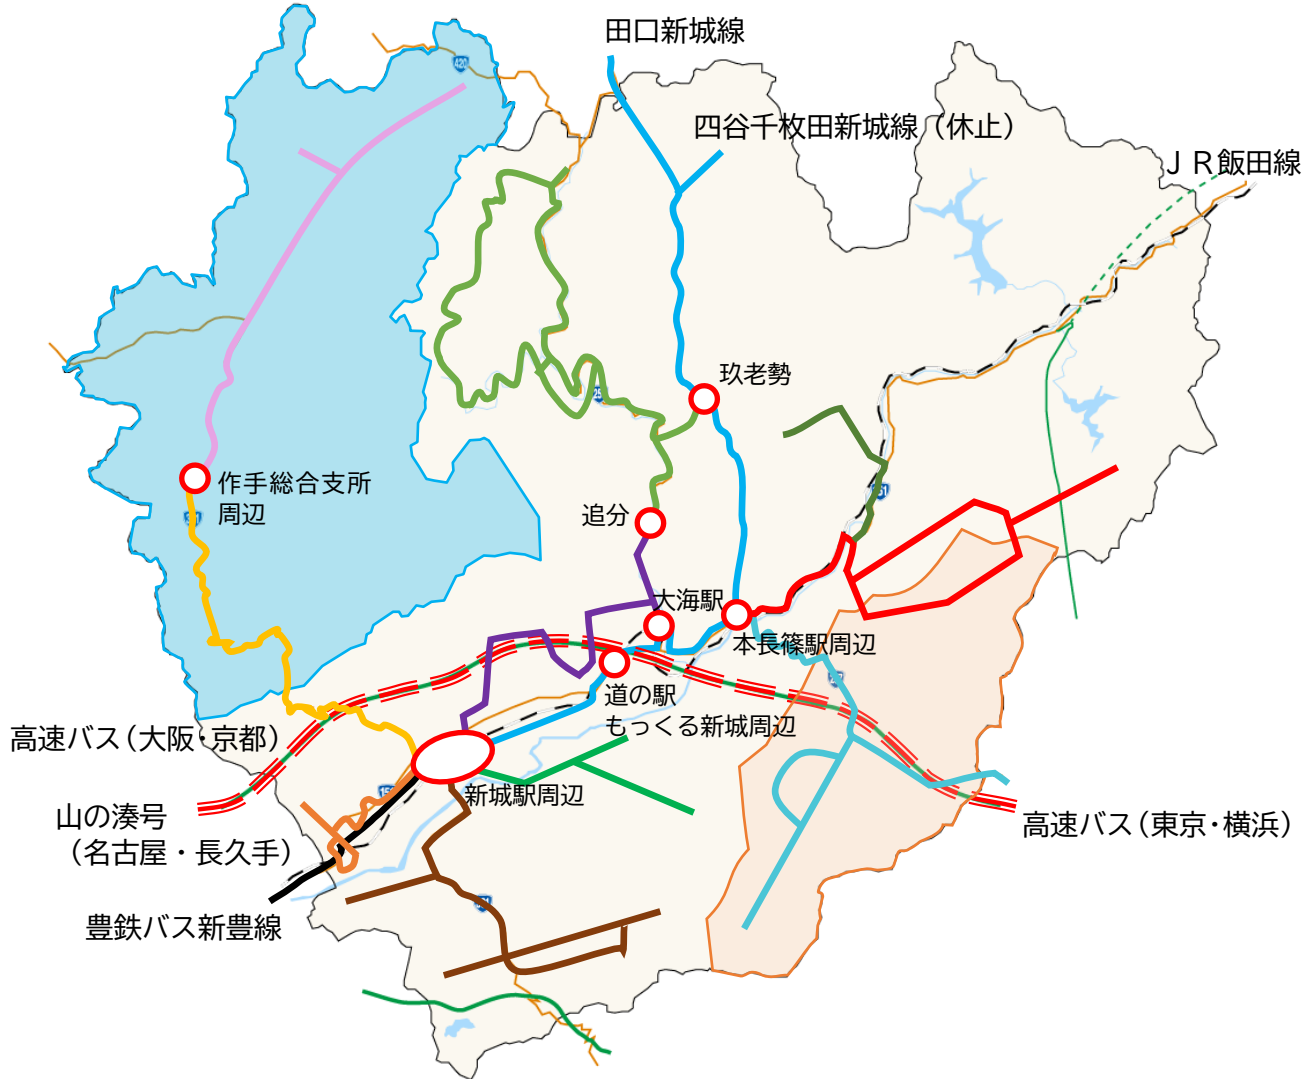 田口新城線
420
四谷千枚田新城線（休止）
ＪＲ飯田線
玖老勢
作手総合支所
周辺
追分
大海駅
本長篠駅周辺
道の駅
もっくる新城周辺
高速バス（大阪・京都）
新城駅周辺
山の湊号
（名古屋・長久手）
高速バス（東京・横浜）
豊鉄バス新豊線